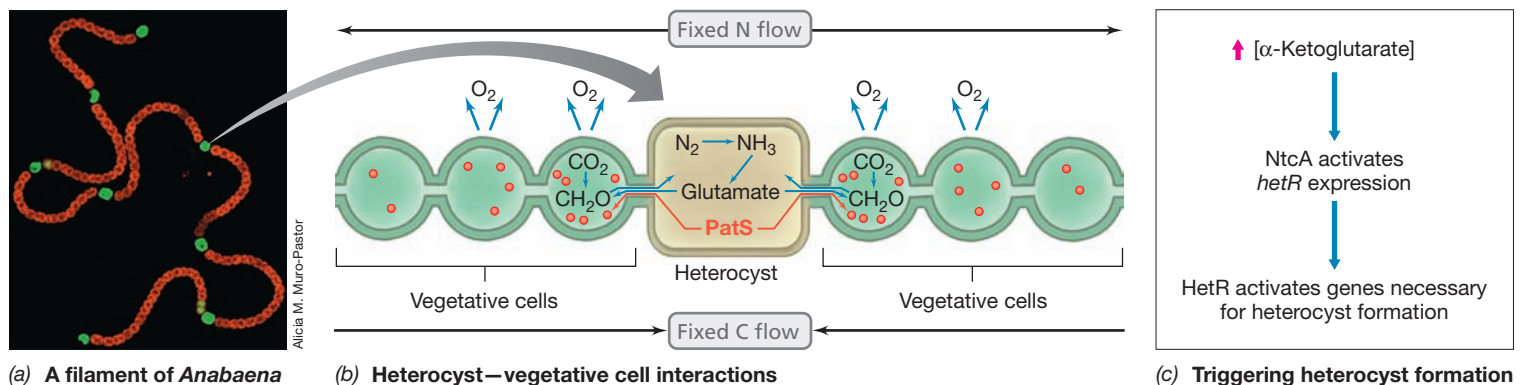 Fixed N flow
O₂
O₂
O₂
O₂
N₂
NH₃
CO₂
CH₂O
Glutamate
CO₂
CH₂O
PatS
Heterocyst
Vegetative cells
Vegetative cells
Fixed C flow
Alicia M. Muro-Pastor
[α-Ketoglutarate]
NtcA activates
hetR expression
HetR activates genes necessary
for heterocyst formation
(a) A filament of Anabaena
(b) Heterocyst—vegetative cell interactions
(c) Triggering heterocyst formation